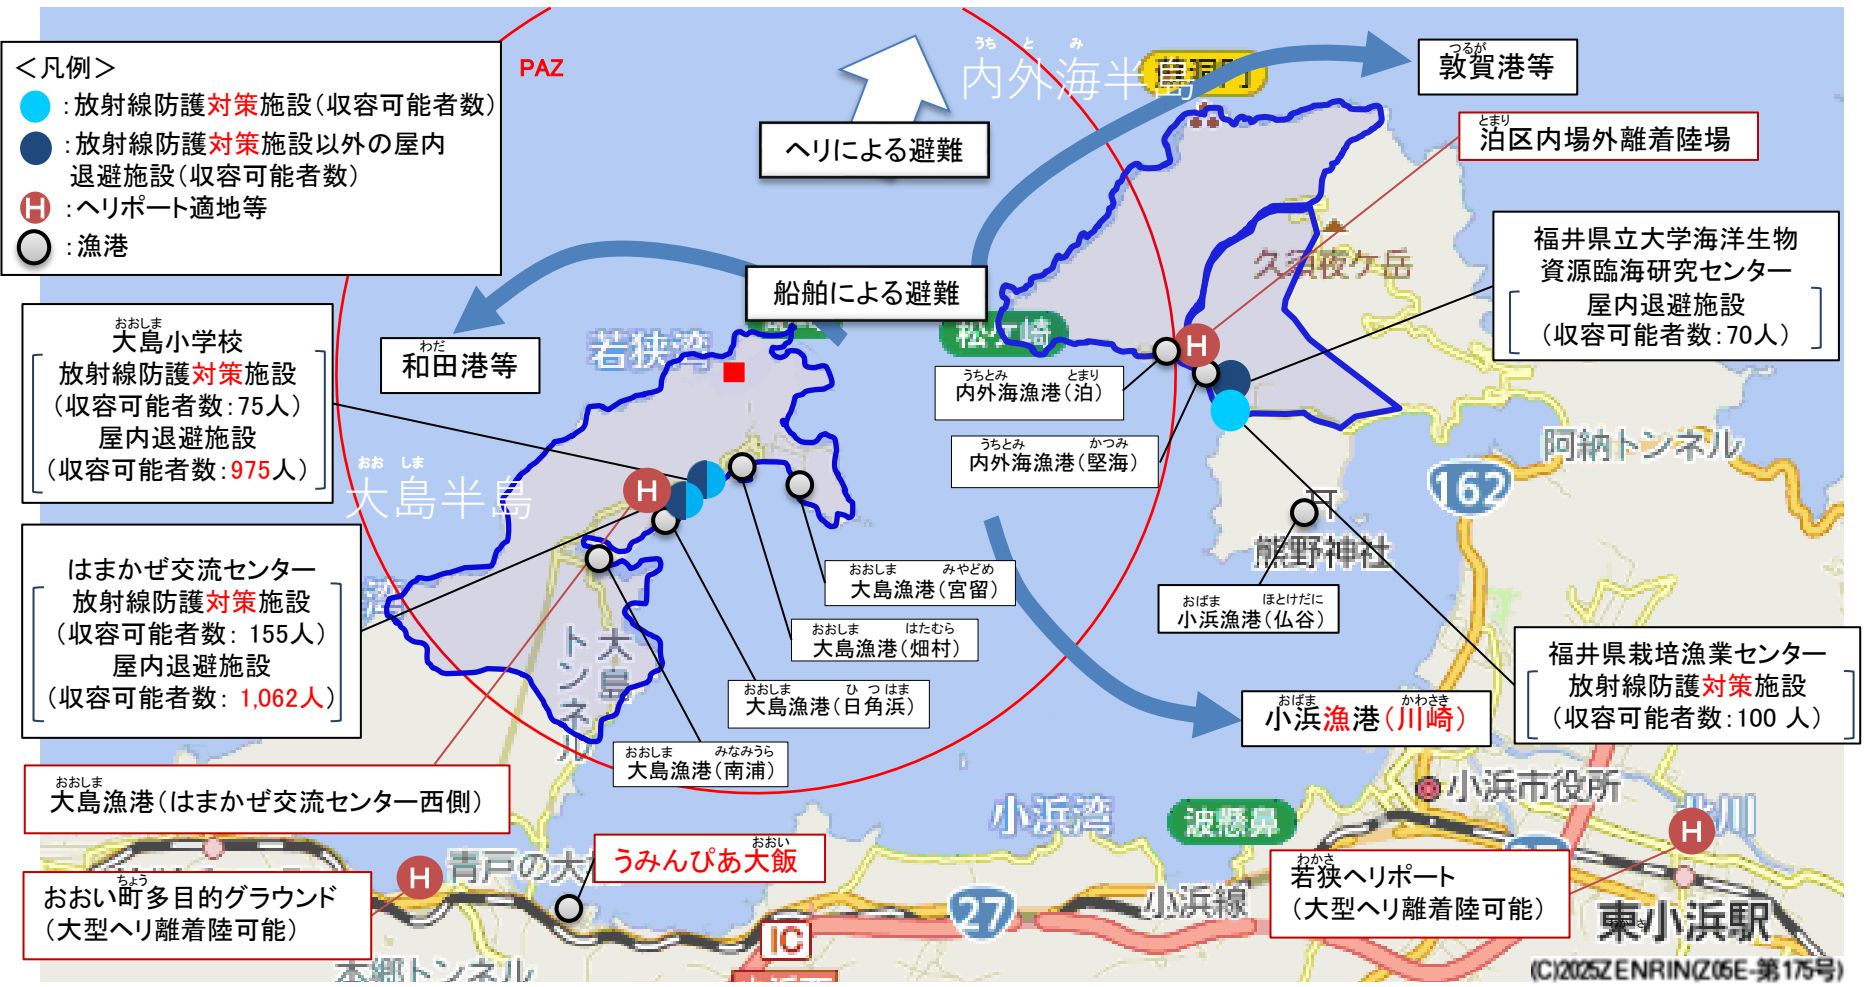 ＜凡例＞
：放射線防護対策施設（収容可能者数）
：放射線防護対策施設以外の屋内
退避施設（収容可能者数）
H
：ヘリポート適地等
：漁港
PAZ
うち と み
内外海半島
ヘリによる避難
つるが
敦賀港等
とまり
泊区内場外離着陸場
久須夜ケ岳
福井県立大学海洋生物
資源臨海研究センター
屋内退避施設
（収容可能者数：70人）
船舶による避難
わだ
和田港等
若狭湾
松ケ崎
H
うちとみ とまり
内外海漁港（泊）
うちとみ かつみ
内外海漁港（堅海）
阿納トンネル
162
おおしま
大島小学校
放射線防護対策施設
（収容可能者数：75人）
屋内退避施設
（収容可能者数：975人）
おお しま
大島半島
H
はまかぜ交流センター
放射線防護対策施設
（収容可能者数： 155人）
屋内退避施設
（収容可能者数： 1,062人）
湾
大島
トンネル
熊野神社
おおしま みやどめ
大島漁港（宮留）
おおしま はたむら
大島漁港（畑村）
おおしま ひ つ はま
大島漁港（日角浜）
おおしま みなみうら
大島漁港（南浦）
おばま ほとけだに
小浜漁港（仏谷）
福井県栽培漁業センター
放射線防護対策施設
（収容可能者数：100 人）
おばま かわさき
小浜漁港（川崎）
おおしま
大島漁港（はまかぜ交流センター西側）
小浜市役所
小浜湾
波懸鼻
北川
H
おおい
うみんぴあ大飯
青戸の大
H
ちょう
おおい町多目的グラウンド
（大型ヘリ離着陸可能）
わかさ
若狭ヘリポート
（大型ヘリ離着陸可能）
27
小浜線
IC
東小浜駅
本郷トンネル
(C)2025ZENRIN(Z05E-第175号)